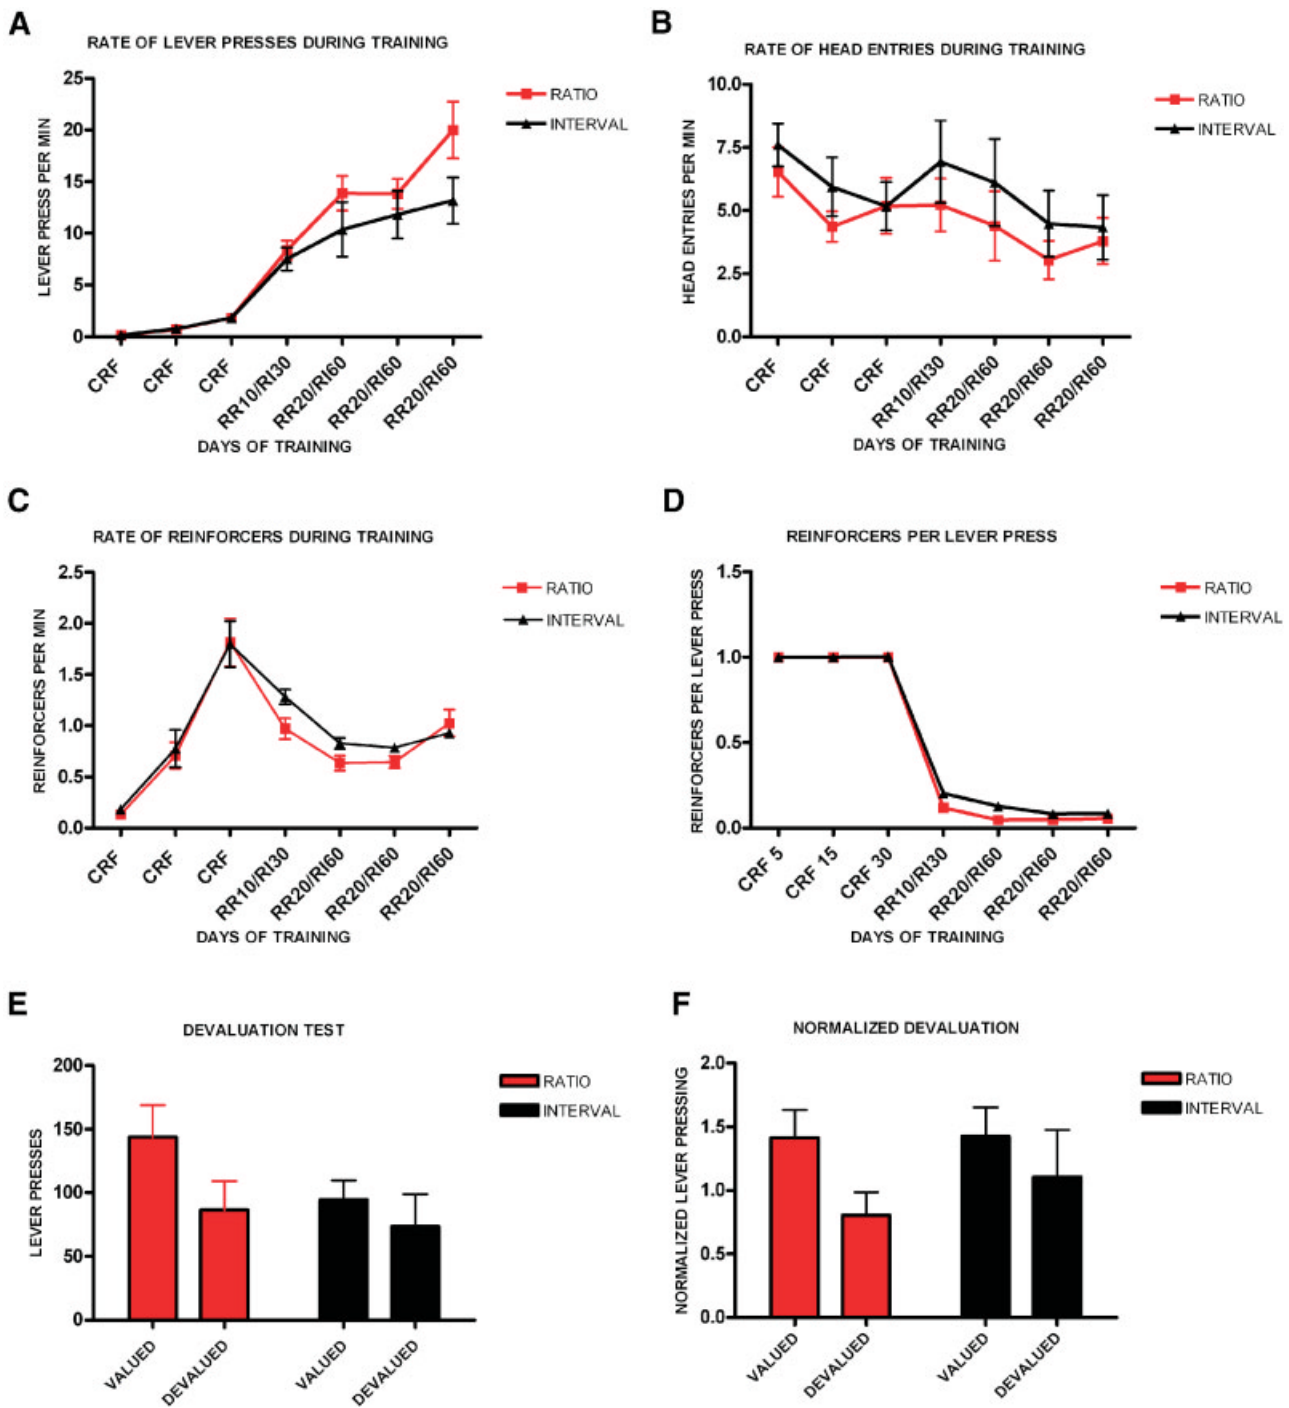 A
RATE OF LEVER PRESSES DURING TRAINING
LEVER PRESS PER MIN
25
20
15
10
5
0
RATIO
INTERVAL
CRF
CRF
CRF
RR10/RI30
RR20/RI60
RR20/RI60
RR20/RI60
DAYS OF TRAINING
B
RATE OF HEAD ENTRIES DURING TRAINING
HEAD ENTRIES PER MIN
10.0
7.5
5.0
2.5
0.0
RATIO
INTERVAL
CRF
CRF
CRF
RR10/RI30
RR20/RI60
RR20/RI60
RR20/RI60
DAYS OF TRAINING
C
RATE OF REINFORCERS DURING TRAINING
REINFORCERS PER MIN
2.5
2.0
1.5
1.0
0.5
0.0
RATIO
INTERVAL
CRF
CRF
CRF
RR10/RI30
RR20/RI60
RR20/RI60
RR20/RI60
DAYS OF TRAINING
D
REINFORCERS PER LEVER PRESS
REINFORCERS PER LEVER PRESS
1.5
1.0
0.5
0.0
RATIO
INTERVAL
CRF 5
CRF 15
CRF 30
RR10/RI30
RR20/RI60
RR20/RI60
RR20/RI60
DAYS OF TRAINING
E
DEVALUATION TEST
LEVER PRESSES
200
150
100
50
0
RATIO
INTERVAL
VALUED
DEVALUED
VALUED
DEVALUED
F
NORMALIZED DEVALUATION
NORMALIZED LEVER PRESSING
2.0
1.5
1.0
0.5
0.0
RATIO
INTERVAL
VALUED
DEVALUED
VALUED
DEVALUED